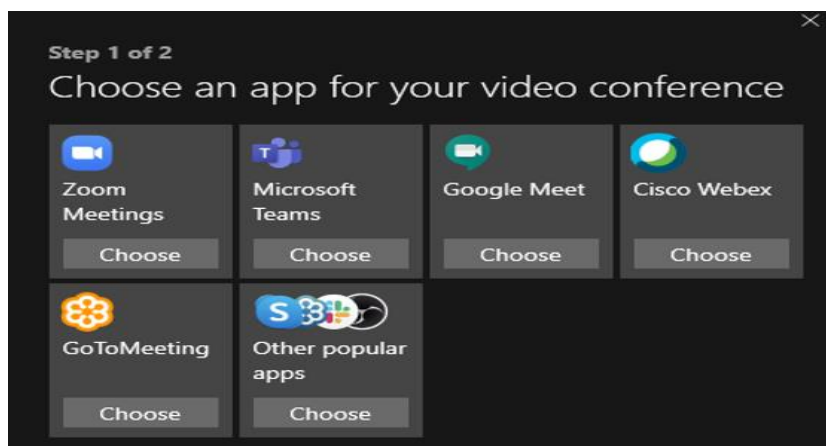 Step 1 of 2
Choose an app for your video conference
Zoom
Meetings
Choose
Microsoft
Teams
Choose
Google Meet
Choose
Cisco Webex
Choose
GoToMeeting
Choose
Other popular
apps
Choose